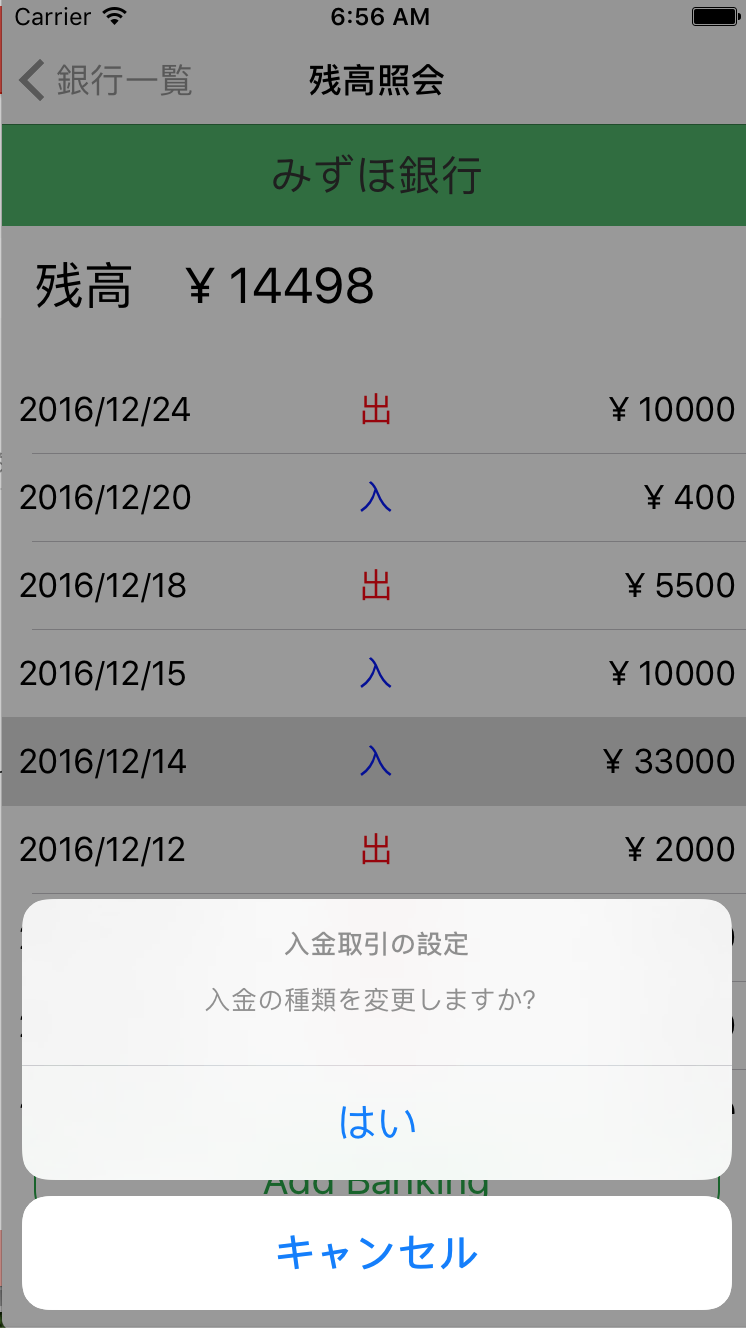 Carrier 6:56 AM
銀行一覧 残高照会
みずほ銀行
残高 ¥ 14498
2016/12/24 出 ¥ 10000
2016/12/20 入 ¥ 400
2016/12/18 出 ¥ 5500
2016/12/15 入 ¥ 10000
2016/12/14 入 ¥ 33000
2016/12/12 出 ¥ 2000
入金取引の設定
入金の種類を変更しますか?
はい
Add Banking
キャンセル